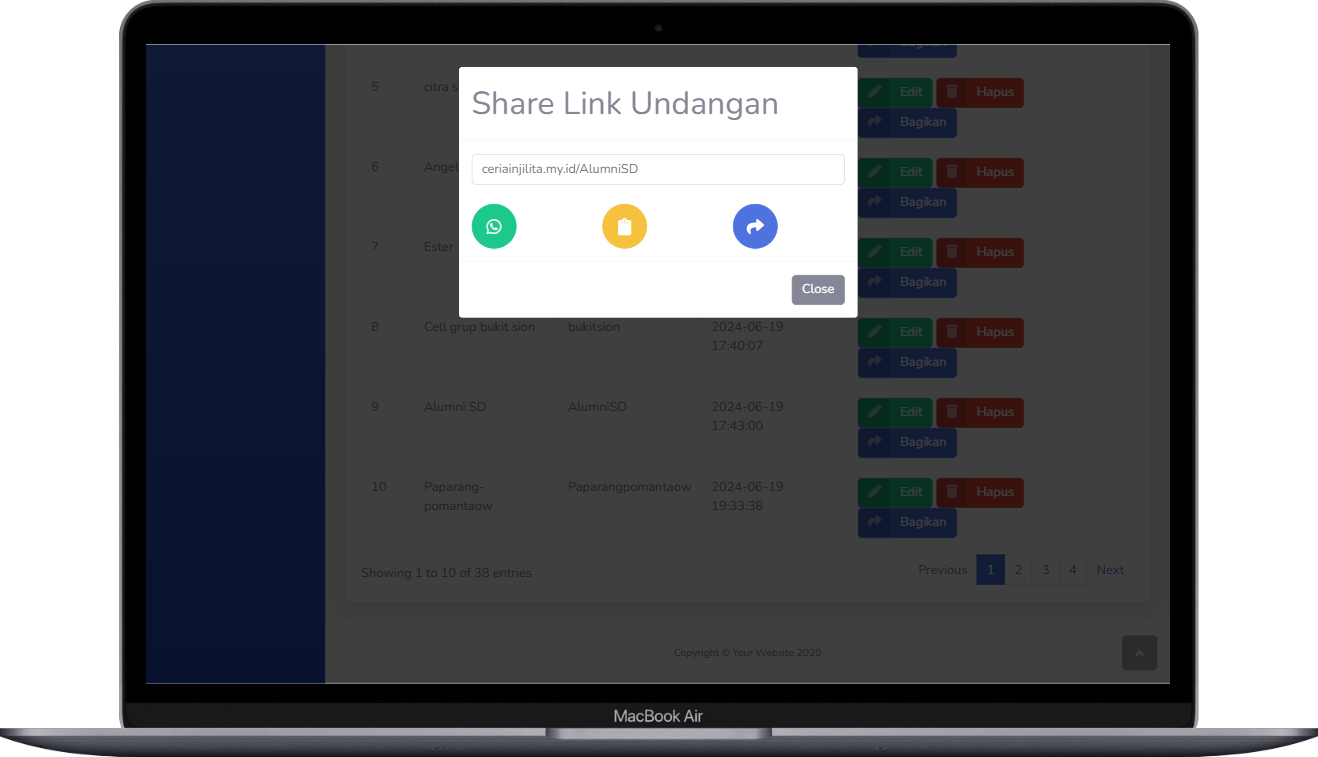 Bagikan
Share Link Undangan
ceriainjilita.my.id/AlumniSD
Close
5 citra s Edit Hapus
Bagikan
6 Angel Edit Hapus
Bagikan
7 Ester Edit Hapus
Bagikan
8 Cell grup bukit sion bukitsion 2024-06-19 Edit Hapus
17:40:07
Bagikan
9 Alumni SD AlumniSD 2024-06-19 Edit Hapus
17:43:00
Bagikan
10 Paparang- Paparangpomantaow 2024-06-19 Edit Hapus
pomantaow 19:33:38
Bagikan
Showing 1 to 10 of 38 entries Previous 1 2 3 4 Next
Copyright © Your Website 2020
MacBook Air